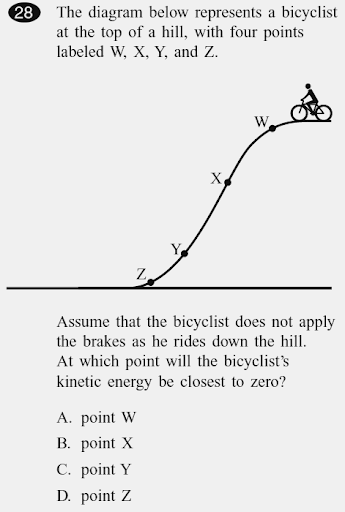 28 The diagram below represents a bicyclist
at the top of a hill, with four points
labeled W, X, Y, and Z.
W
X
Y
Z
Assume that the bicyclist does not apply
the brakes as he rides down the hill.
At which point will the bicyclist's
kinetic energy be closest to zero?
A. point W
B. point X
C. point Y
D. point Z